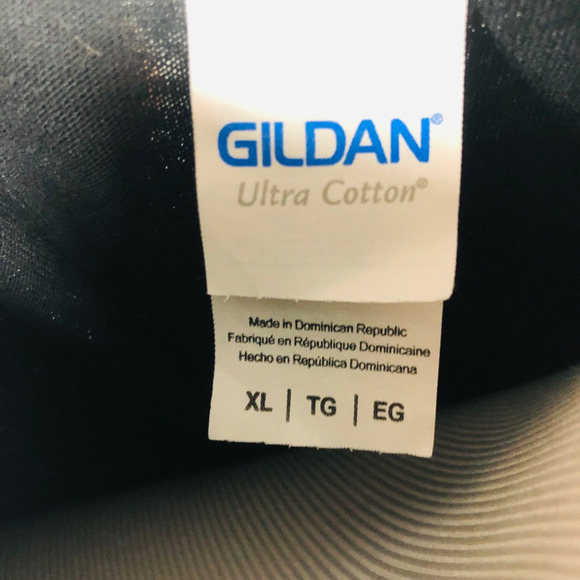 GILDAN®
Ultra Cotton®
Made in Dominican Republic
Fabriqué en République Dominicaine
Hecho en República Dominicana
XL | TG | EG